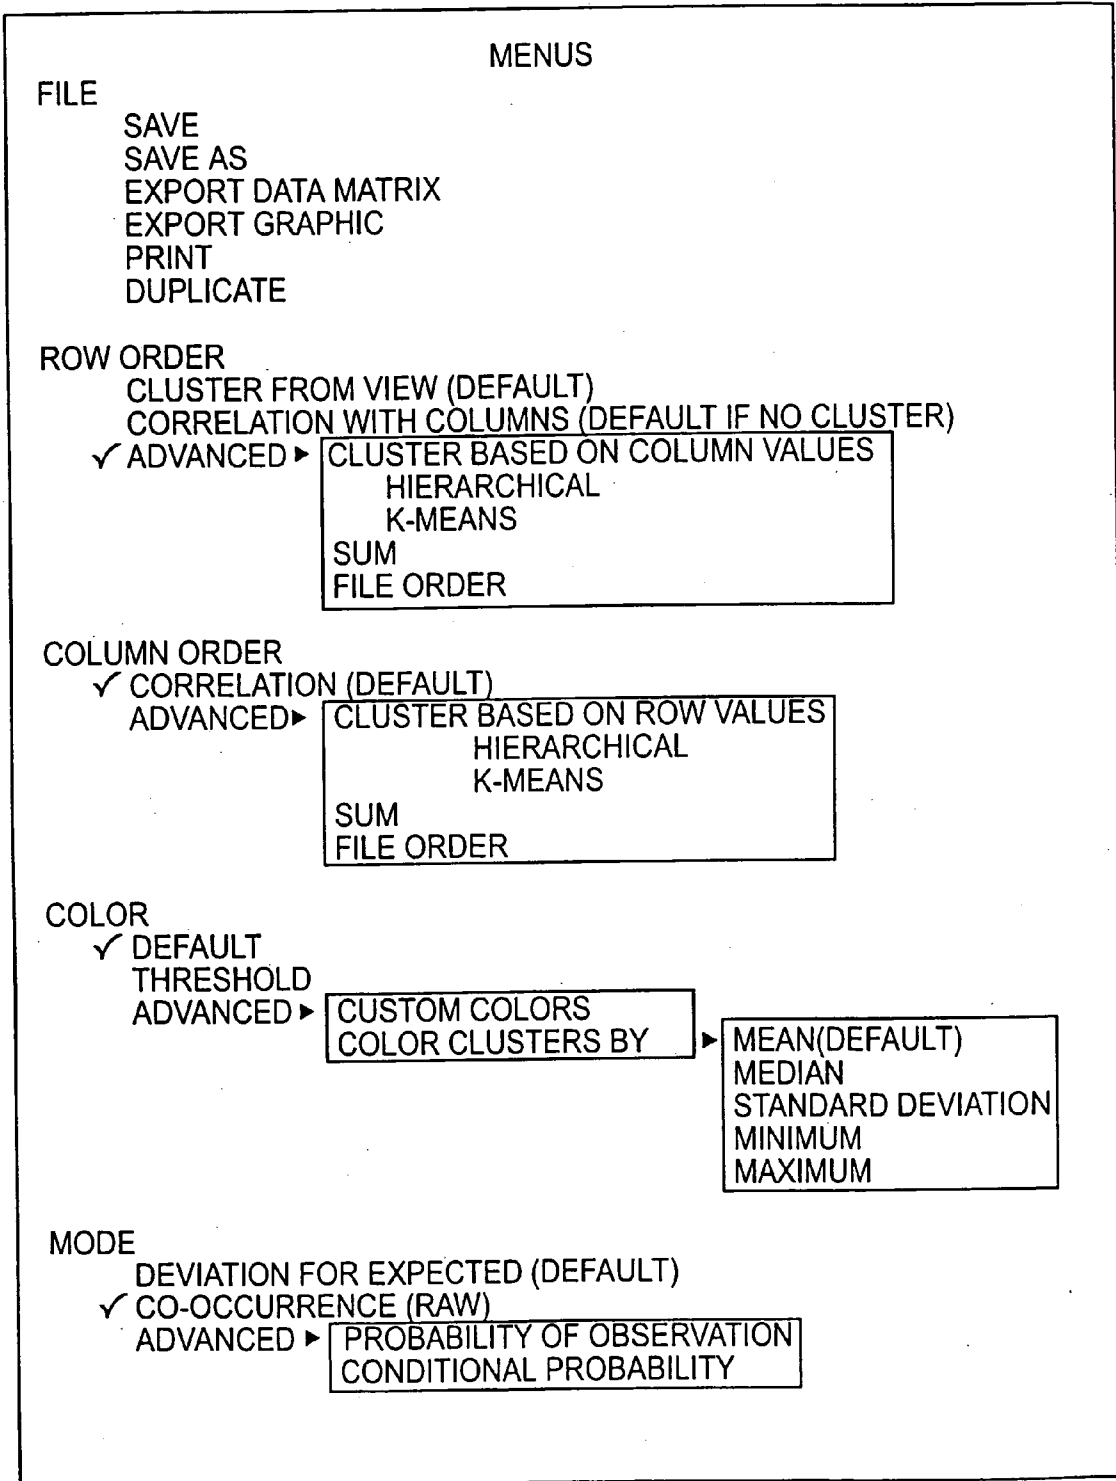 MENUS
FILE
SAVE
SAVE AS
EXPORT DATA MATRIX
EXPORT GRAPHIC
PRINT
DUPLICATE
ROW ORDER
CLUSTER FROM VIEW (DEFAULT)
CORRELATION WITH COLUMNS (DEFAULT IF NO CLUSTER)
✓ ADVANCED ▶ CLUSTER BASED ON COLUMN VALUES
HIERARCHICAL
K-MEANS
SUM
FILE ORDER
COLUMN ORDER
✓ CORRELATION (DEFAULT)
ADVANCED ▶ CLUSTER BASED ON ROW VALUES
HIERARCHICAL
K-MEANS
SUM
FILE ORDER
COLOR
✓ DEFAULT
THRESHOLD
ADVANCED ▶ CUSTOM COLORS
COLOR CLUSTERS BY ▶ MEAN(DEFAULT)
MEDIAN
STANDARD DEVIATION
MINIMUM
MAXIMUM
MODE
DEVIATION FOR EXPECTED (DEFAULT)
✓ CO-OCCURRENCE (RAW)
ADVANCED ▶ PROBABILITY OF OBSERVATION
CONDITIONAL PROBABILITY